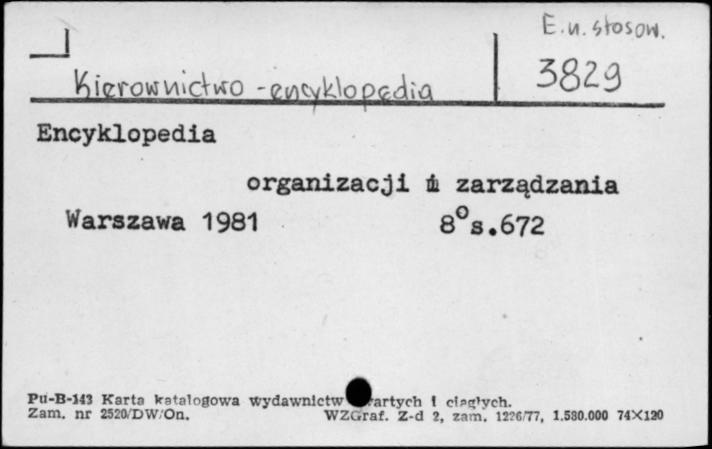 E.n. stosow.
3829
Kierownictwo - encyklopedia
Encyklopedia
organizacji i zarządzania
Warszawa 1981 8° s.672
Pu-B-143 Karta katalogowa wydawnictw artych i ciągłych.
Zam. nr 2520/DW/On. WZGraf. Z-d 2, zam. 1226/77, 1.580.000 74X120